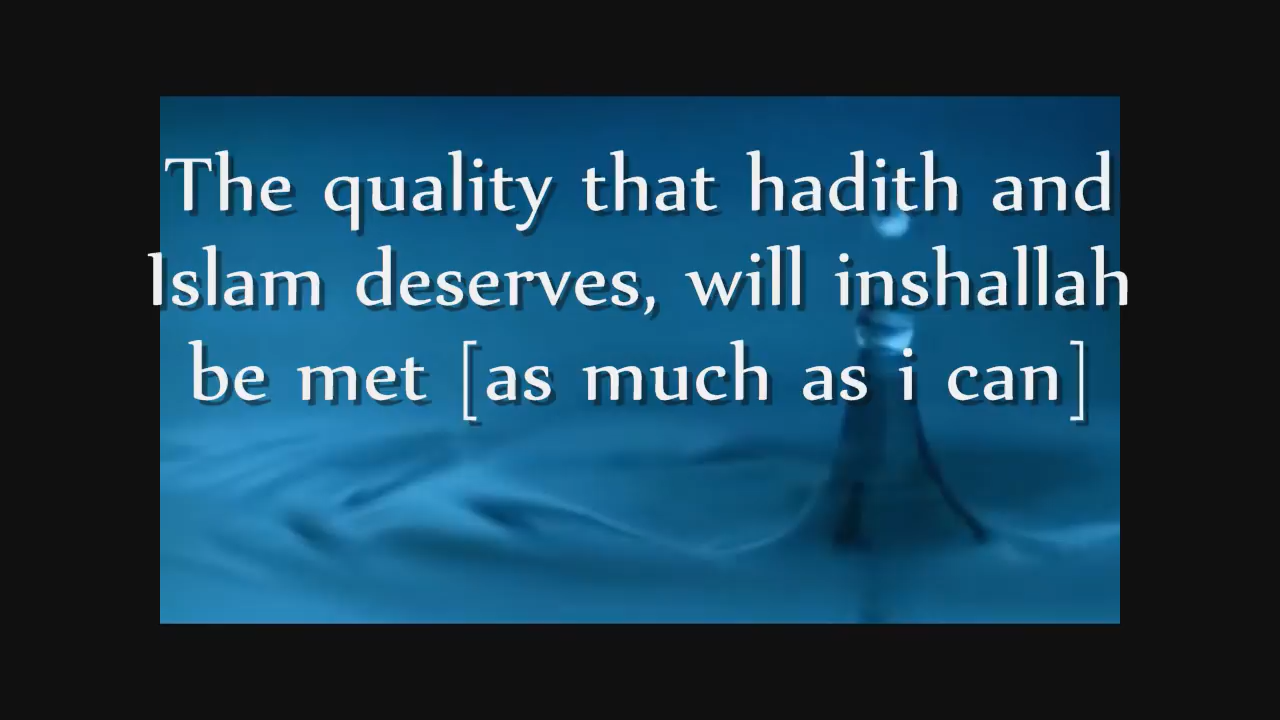 The quality that hadith and
Islam deserves, will inshallah
be met [as much as i can]